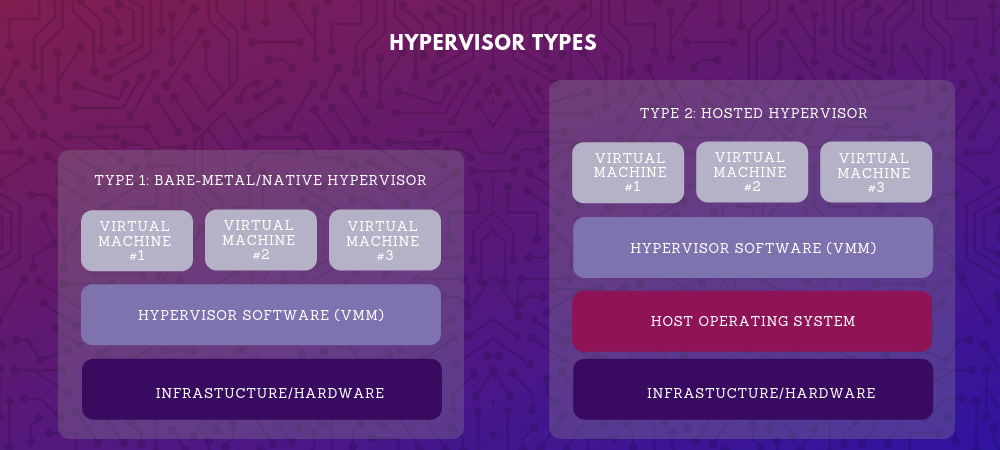 HYPERVISOR TYPES
TYPE 1: BARE-METAL/NATIVE HYPERVISOR
VIRTUAL
MACHINE
#1
VIRTUAL
MACHINE
#2
VIRTUAL
MACHINE
#3
HYPERVISOR SOFTWARE (VMM)
INFRASTUCTURE/HARDWARE
TYPE 2: HOSTED HYPERVISOR
VIRTUAL
MACHINE
#1
VIRTUAL
MACHINE
#2
VIRTUAL
MACHINE
#3
HYPERVISOR SOFTWARE (VMM)
HOST OPERATING SYSTEM
INFRASTUCTURE/HARDWARE